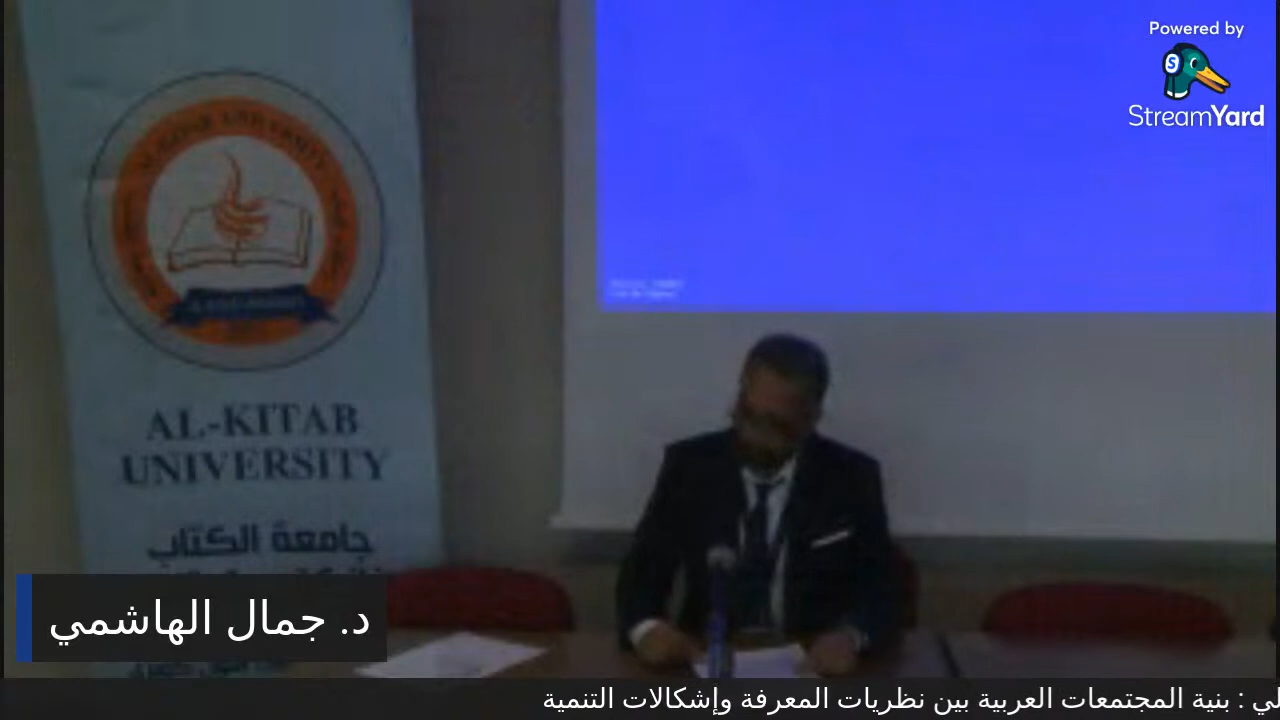 Powered by
StreamYard
AL-KITAB
UNIVERSITY
جامعة الكتاب
د. جمال الهاشمي
لي : بنية المجتمعات العربية بين نظريات المعرفة وإشكالات التنمية